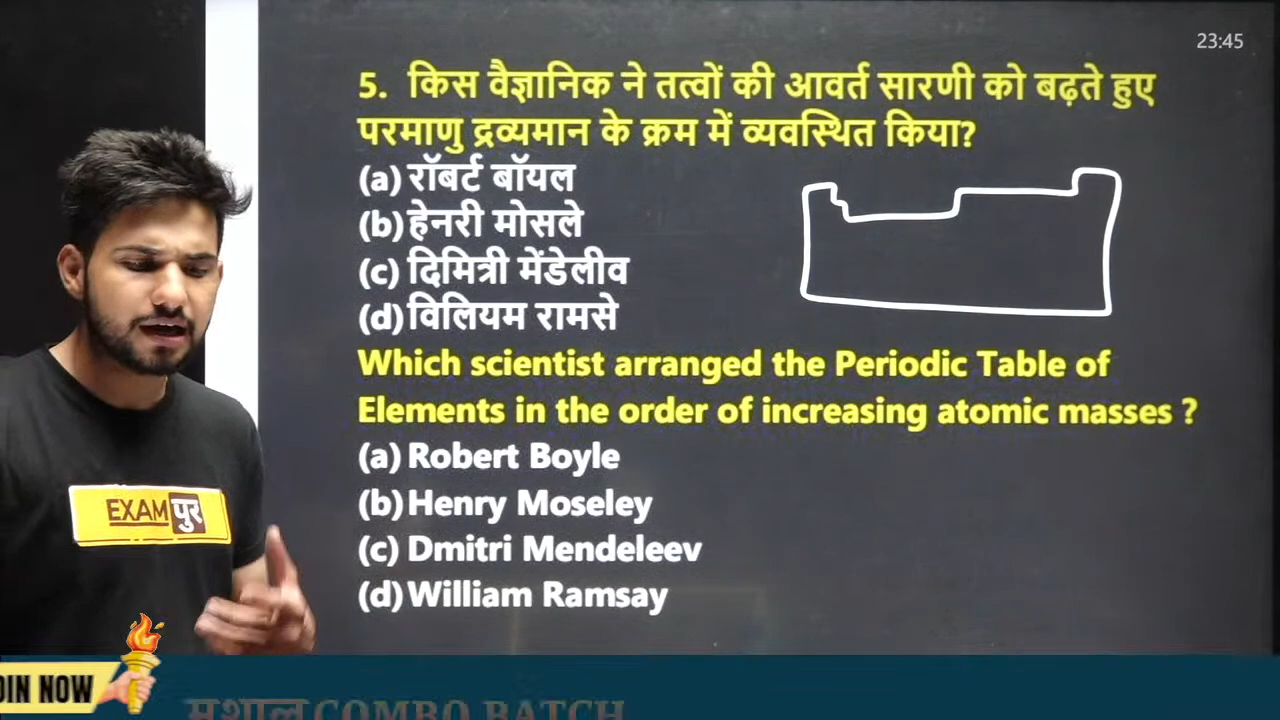 23:45
5. किस वैज्ञानिक ने तत्वों की आवर्त सारणी को बढ़ते हुए
परमाणु द्रव्यमान के क्रम में व्यवस्थित किया?
(a) रॉबर्ट बॉयल
(b) हेनरी मोसले
(c) दिमित्री मेंडेलीव
(d) विलियम रामसे
Which scientist arranged the Periodic Table of
Elements in the order of increasing atomic masses ?
(a) Robert Boyle
(b) Henry Moseley
(c) Dmitri Mendeleev
(d) William Ramsay
EXAM पुर
OIN NOW
मशाल COMBO BATCH